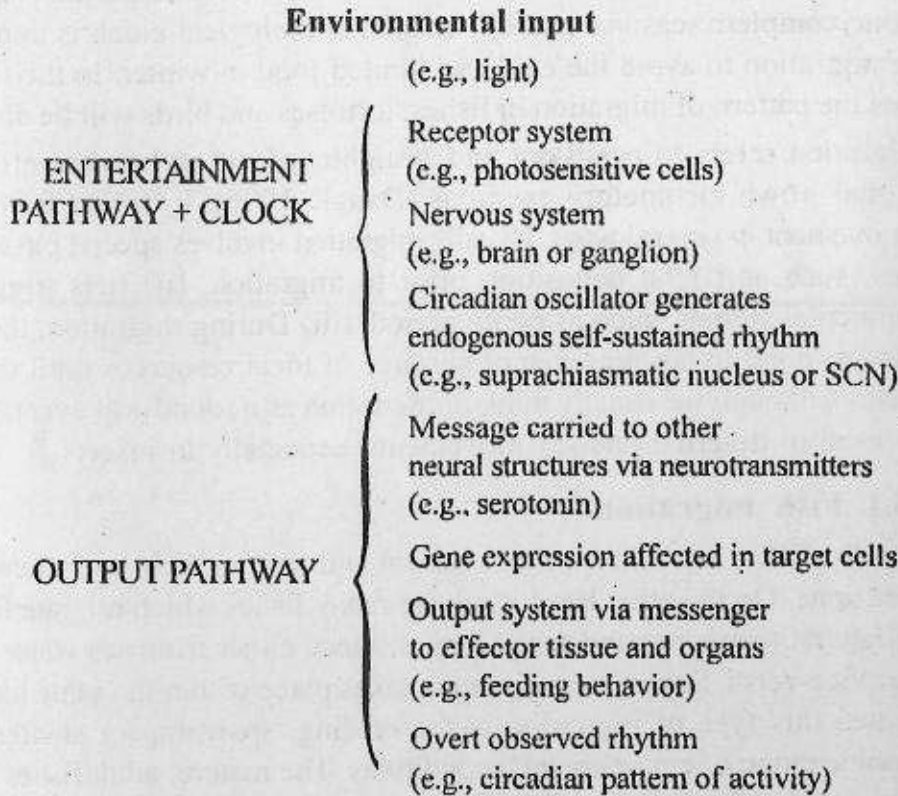 Environmental input
(e.g., light)
ENTERTAINMENT
PATHWAY + CLOCK
Receptor system
(e.g., photosensitive cells)
Nervous system
(e.g., brain or ganglion)
Circadian oscillator generates
endogenous self-sustained rhythm
(e.g., suprachiasmatic nucleus or SCN)
OUTPUT PATHWAY
Message carried to other
neural structures via neurotransmitters
(e.g., serotonin)
Gene expression affected in target cells
Output system via messenger
to effector tissue and organs
(e.g., feeding behavior)
Overt observed rhythm
(e.g., circadian pattern of activity)